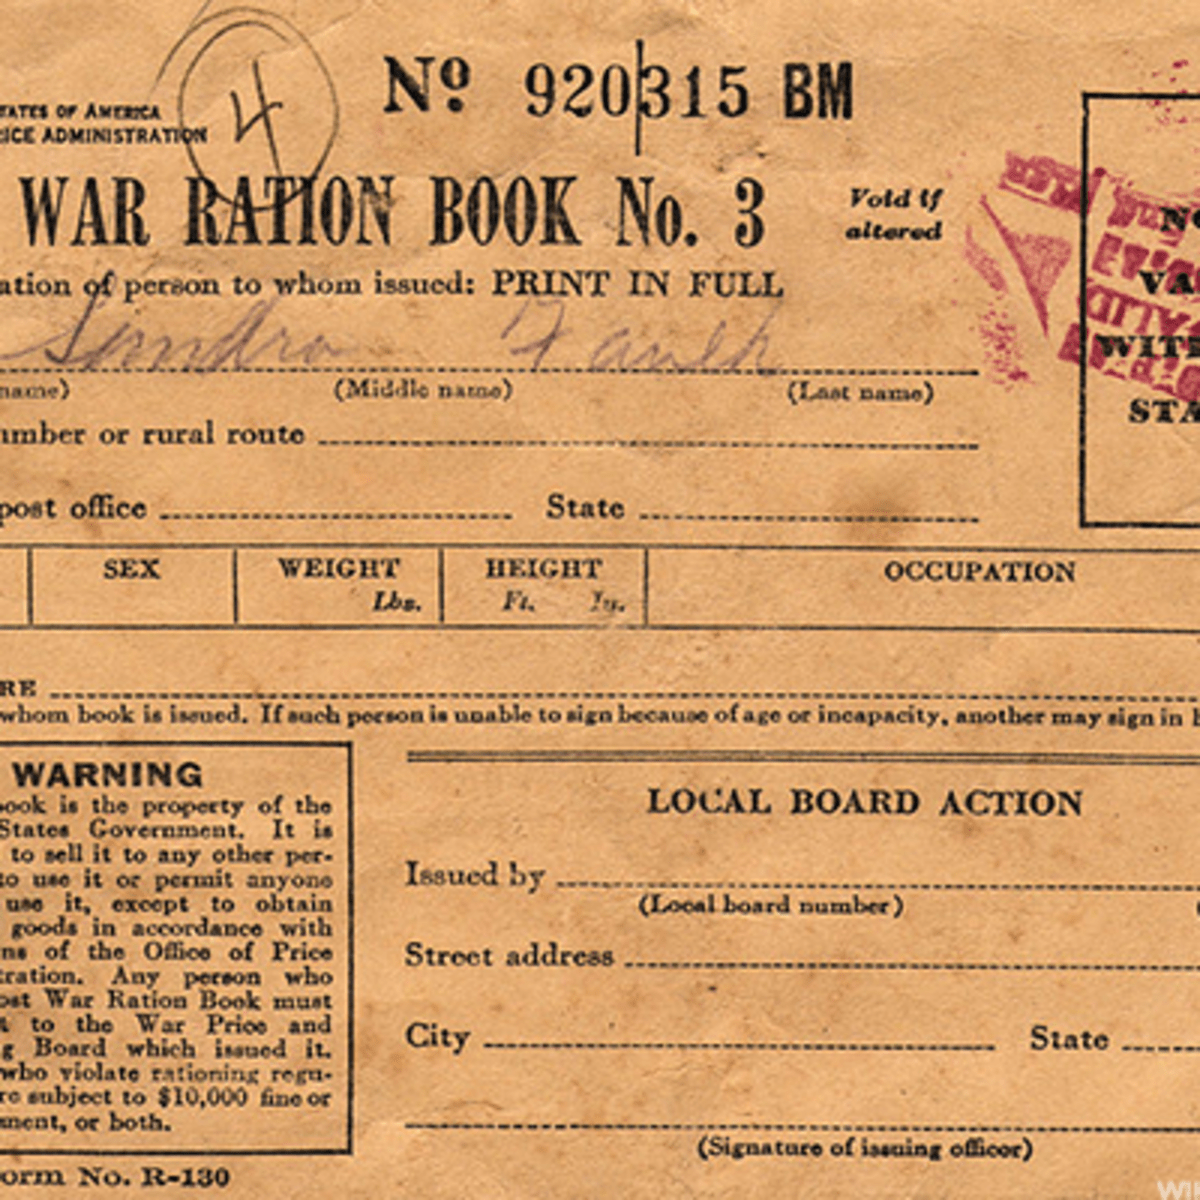 4
No 920315 BM
TATES OF AMERICA
ICE ADMINISTRATION
WAR RATION BOOK No. 3
Void if
altered
ation of person to whom issued: PRINT IN FULL
Sandra Faulk
name) (Middle name) (Last name)
umber or rural route
post office State
SEX WEIGHT HEIGHT OCCUPATION
Lbs. Ft. In.
RE
whom book is issued. If such person is unable to sign because of age or incapacity, another may sign in
NO
VA
WITH
STA
VALID
WARNING
ook is the property of the
States Government. It is
to sell it to any other per-
to use it or permit anyone
use it, except to obtain
goods in accordance with
ns of the Office of Price
tration. Any person who
ost War Ration Book must
t to the War Price and
g Board which issued it.
who violate rationing regu-
re subject to $10,000 fine or
ment, or both.
orm No. R-130
LOCAL BOARD ACTION
Issued by
(Local board number)
Street address
City State
(Signature of issuing officer)